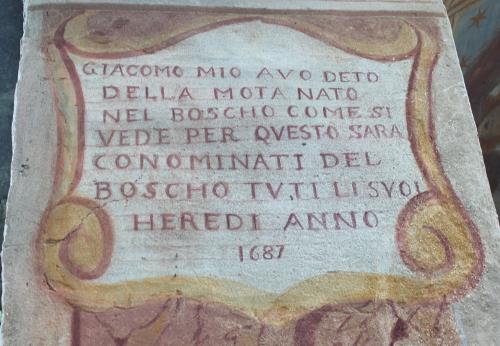 GIACOMO MIO AVO DETO
DELLA MOTA NATO
NEL BOSCHO COME SI
VEDE PER QVESTO SARA
CONOMINATI DEL
BOSCHO TVTI LI SVOI
HEREDI ANNO
1687